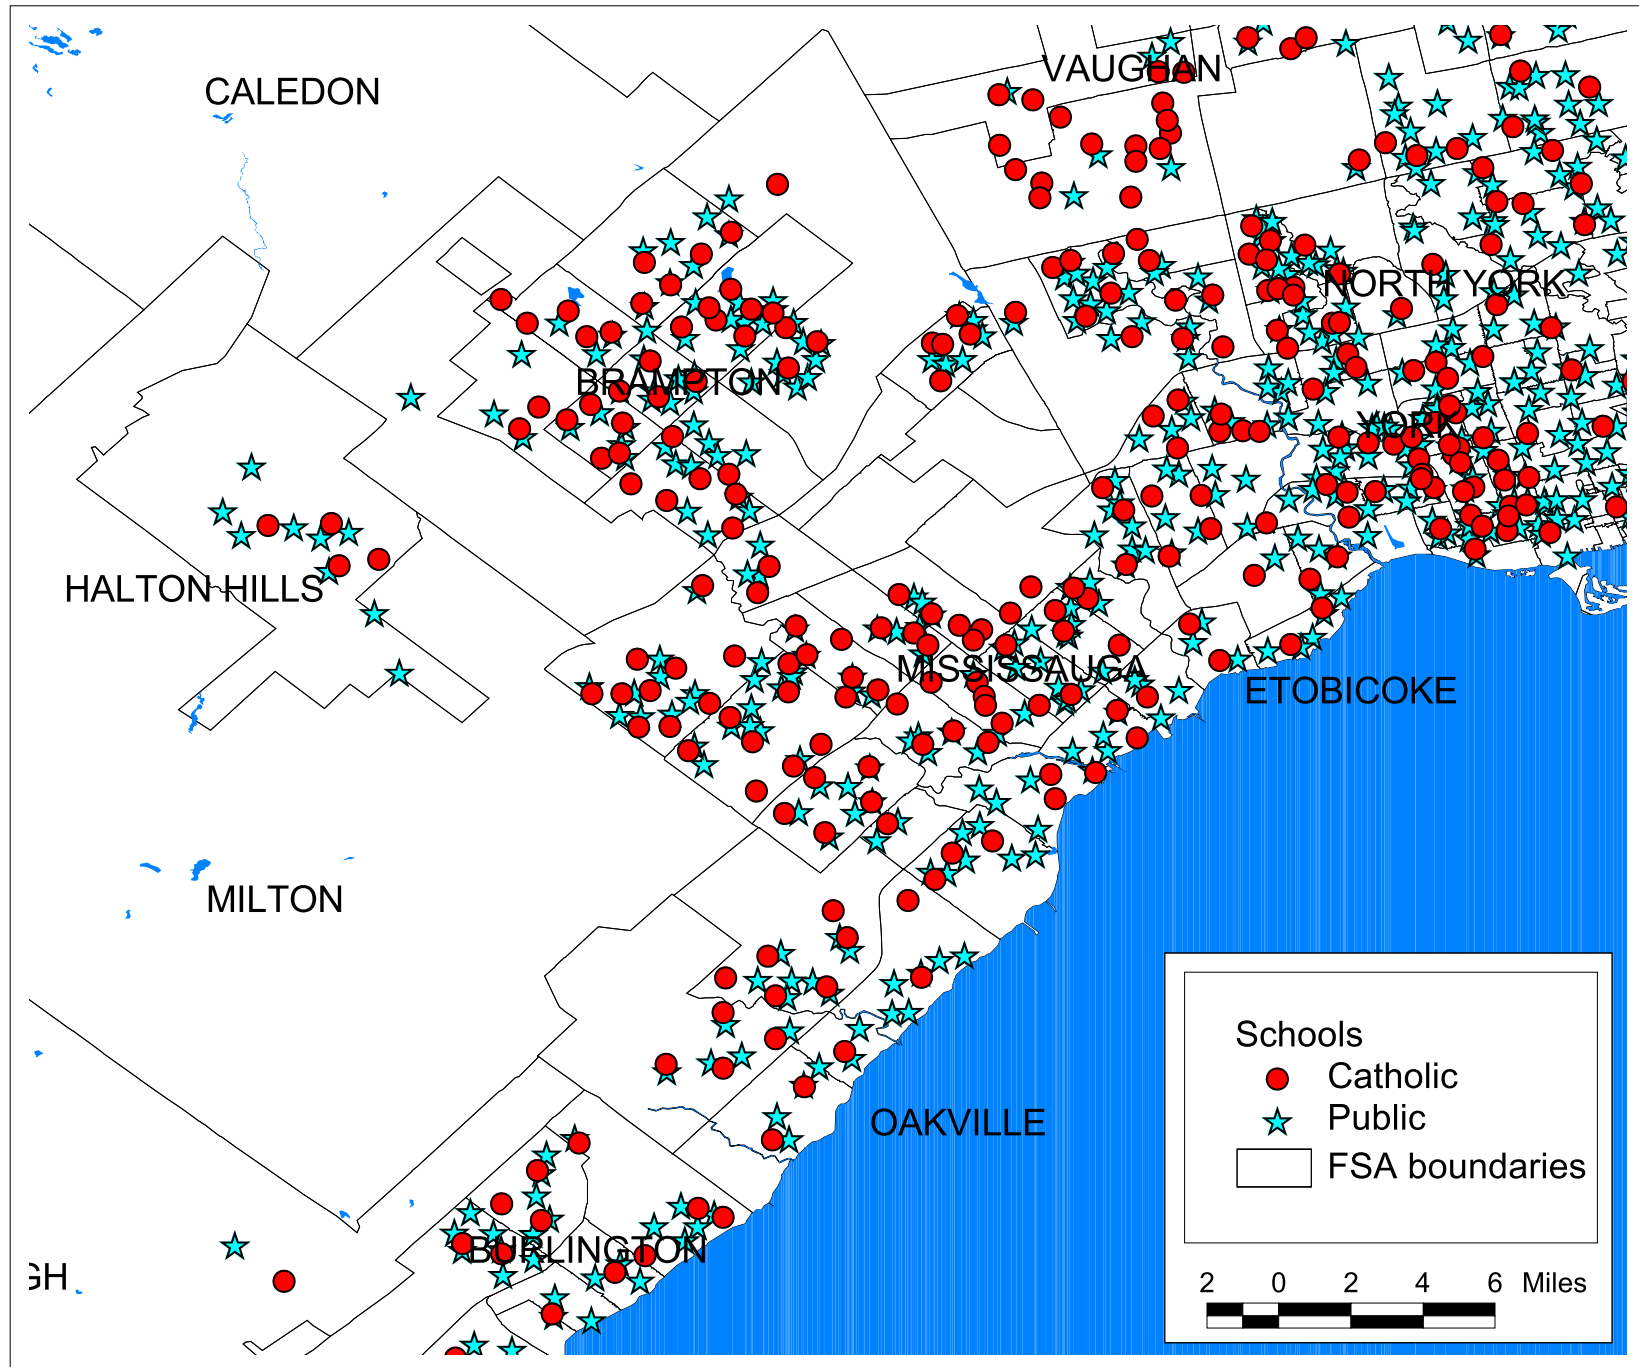 VAUGHAN
CALEDON
NORTH YORK
BRAMPTON
YORK
HALTON HILLS
MISSISSAUGA
ETOBICOKE
MILTON
Schools
Catholic
Public
OAKVILLE
FSA boundaries
BURLINGTON
GH
2 0 2 4 6 Miles